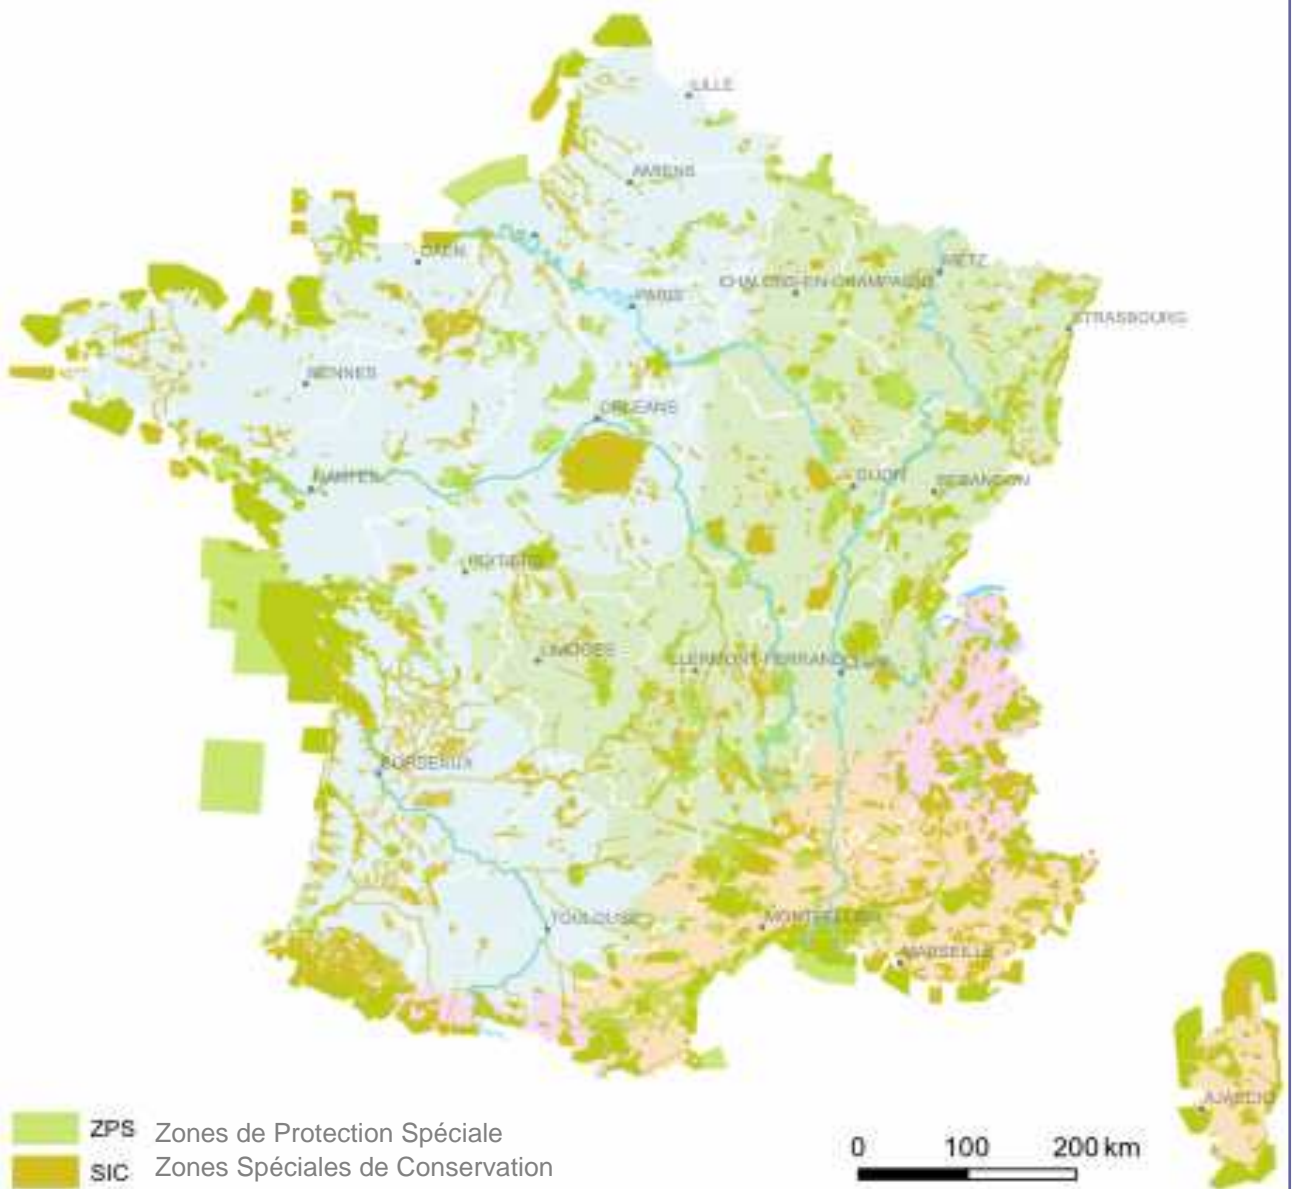 LILLE
AMIENS
CAEN
METZ
CHALONS-EN-CHAMPAGNE
PARIS
STRASBOURG
RENNES
ORLEANS
NANTES
DIJON
BESANCON
POITIERS
LIMOGES
CLERMONT-FERRAND
BORDEAUX
TOULOUSE
MONTPELLIER
MARSEILLE
AJACCIO
ZPS Zones de Protection Spéciale
SIC Zones Spéciales de Conservation
0 100 200 km